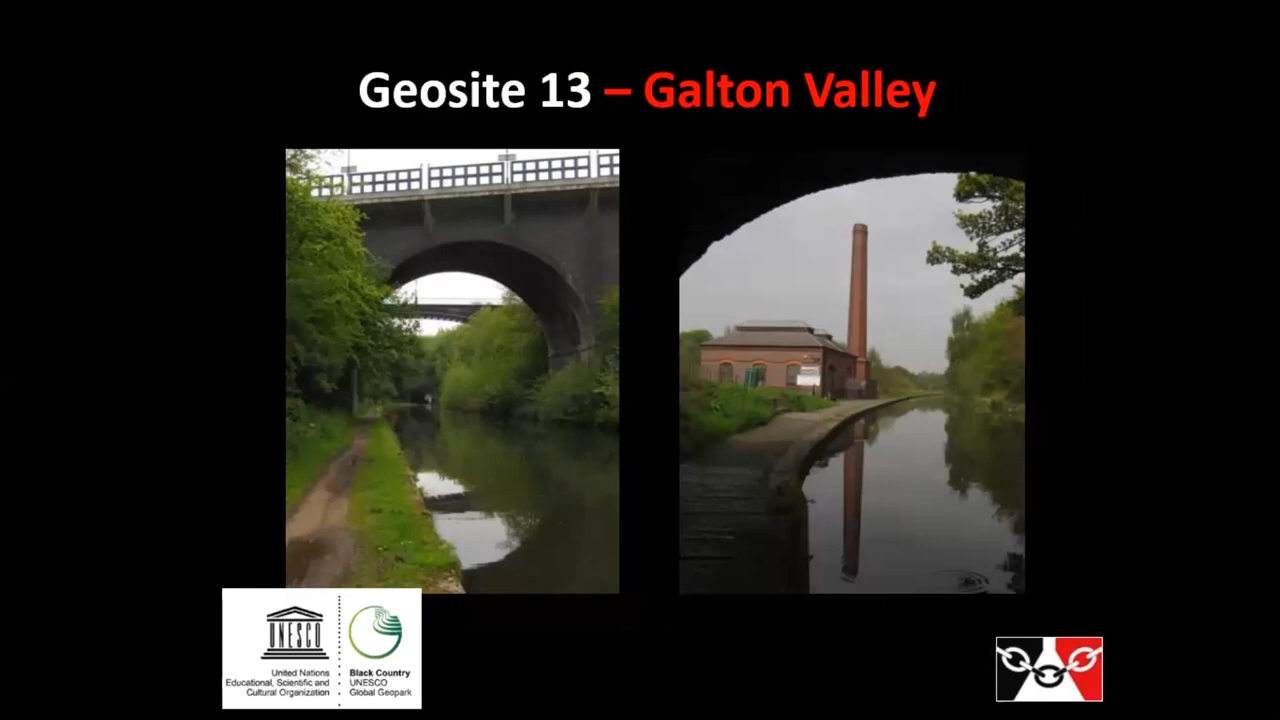 Geosite 13 – Galton Valley
UNESCO
United Nations
Educational, Scientific and
Cultural Organization
Black Country
UNESCO
Global Geopark